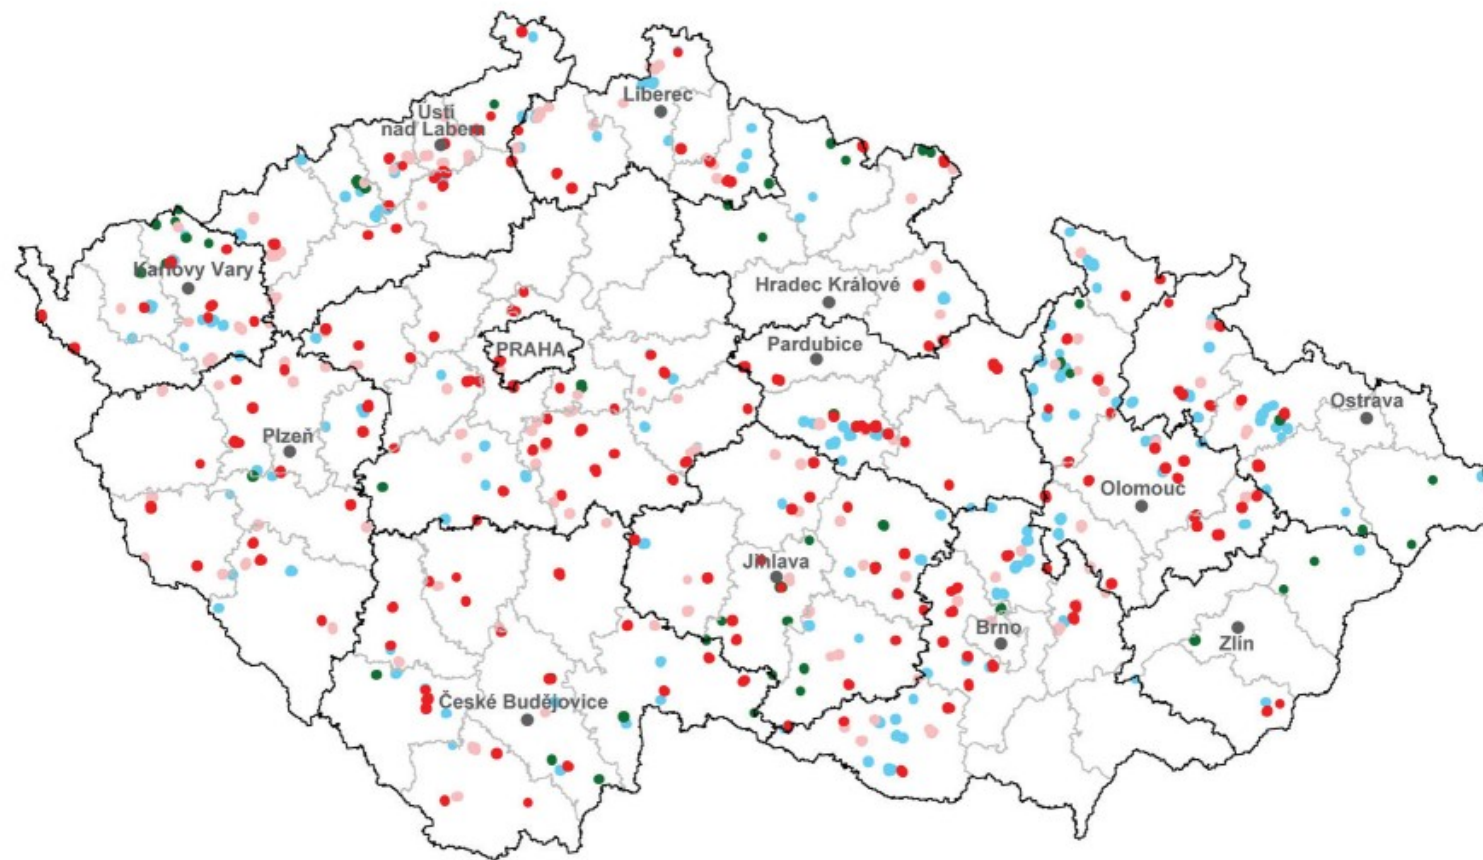 Ústí
nad Labem
Liberec
Karlovy Vary
Hradec Králové
PRAHA
Pardubice
Plzeň
Ostrava
Olomouc
Jihlava
Brno
Zlín
České Budějovice